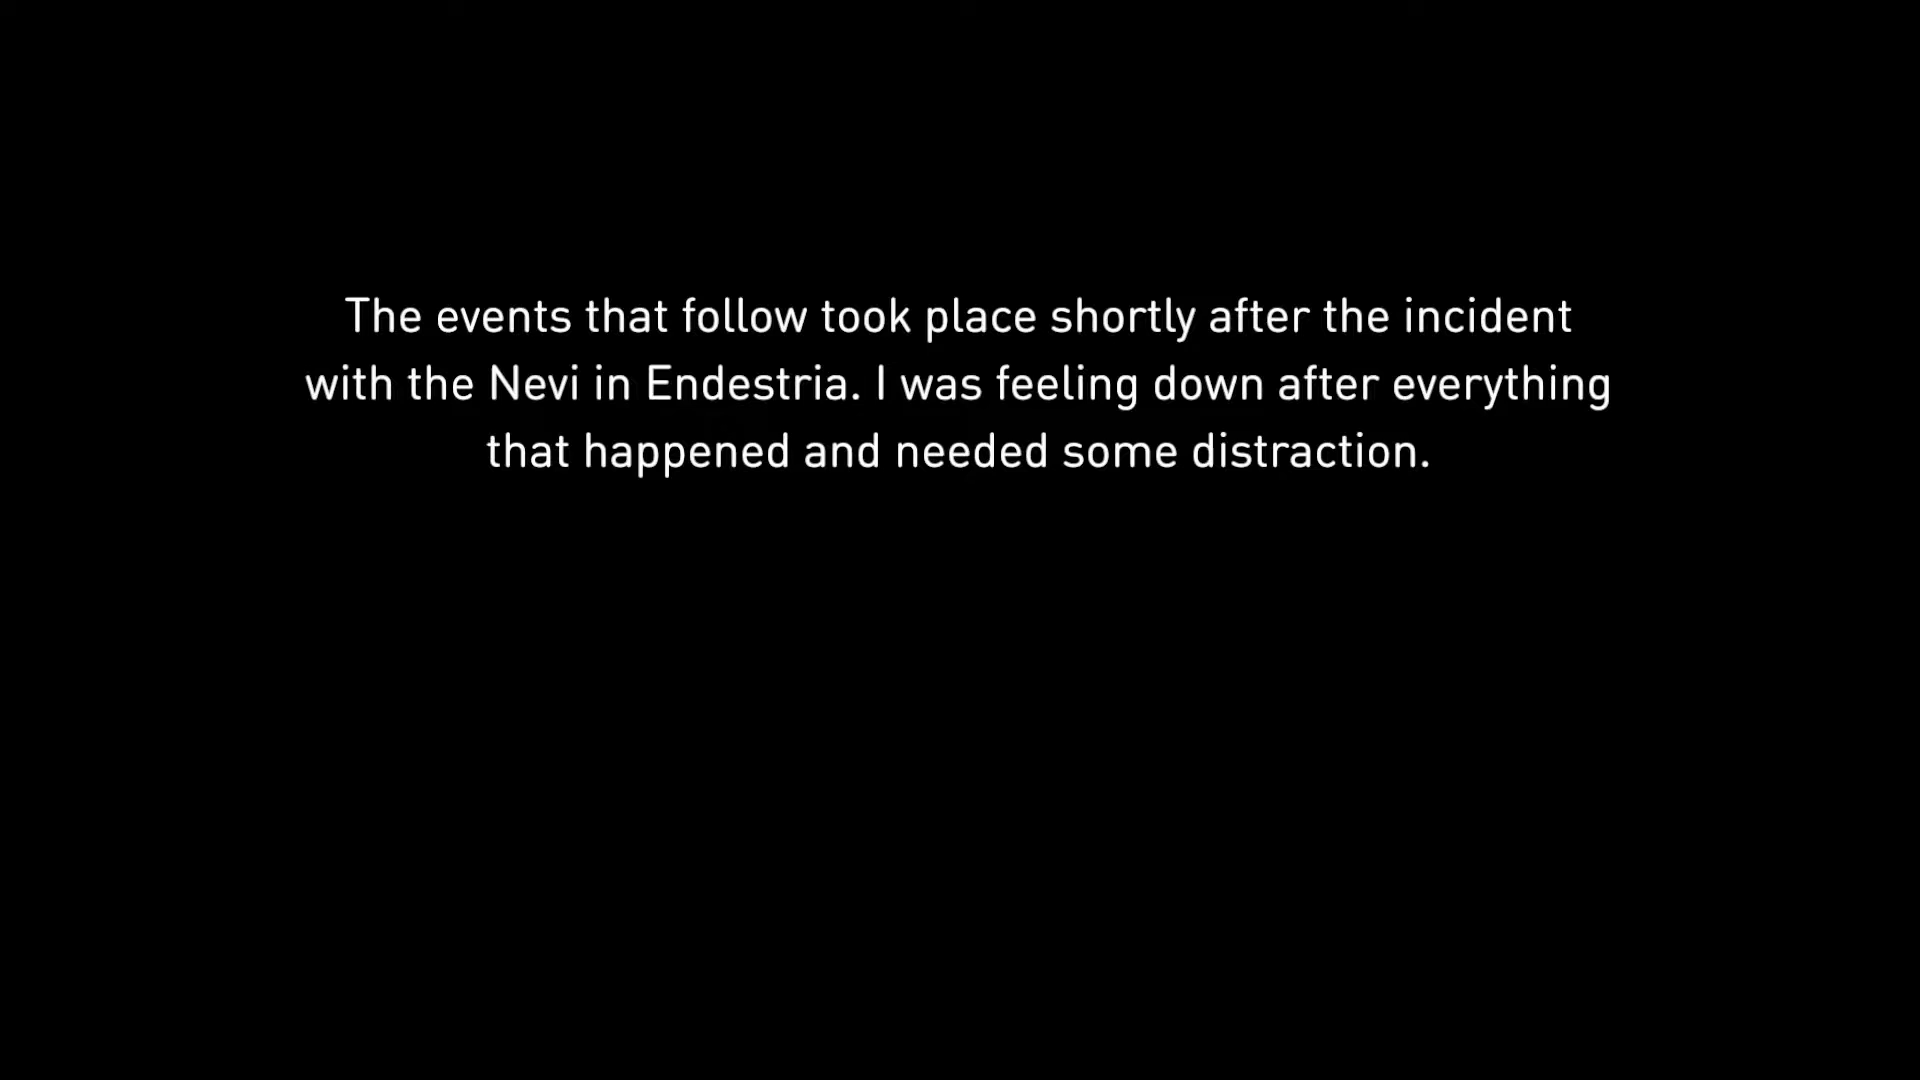 The events that follow took place shortly after the incident
with the Nevi in Endestria. I was feeling down after everything
that happened and needed some distraction.